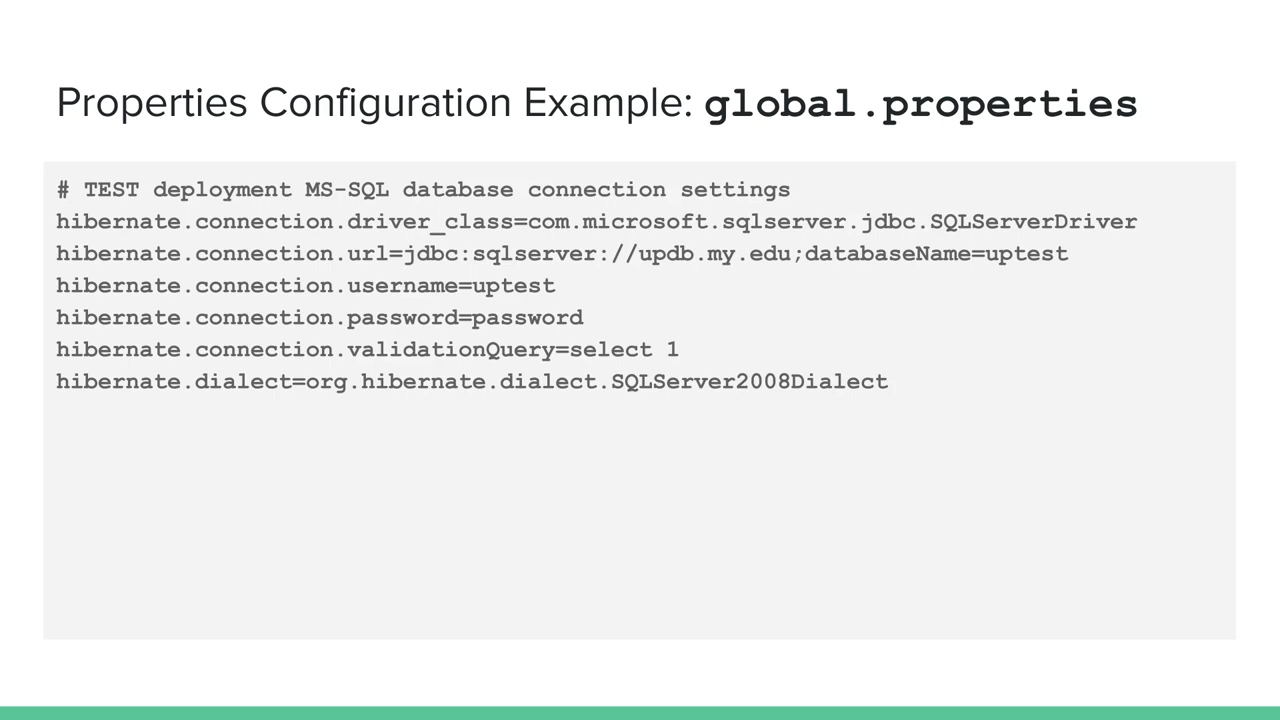 Properties Configuration Example: global.properties
# TEST deployment MS-SQL database connection settings
hibernate.connection.driver_class=com.microsoft.sqlserver.jdbc.SQLServerDriver
hibernate.connection.url=jdbc:sqlserver://updb.my.edu;databaseName=uptest
hibernate.connection.username=uptest
hibernate.connection.password=password
hibernate.connection.validationQuery=select 1
hibernate.dialect=org.hibernate.dialect.SQLServer2008Dialect